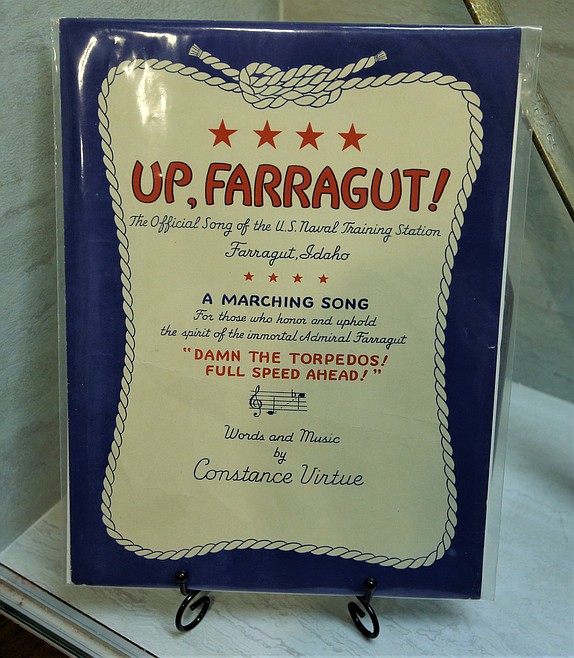 UP, FARRAGUT!
The Official Song of the U.S. Naval Training Station
Farragut, Idaho
A MARCHING SONG
For those who honor and uphold
the spirit of the immortal Admiral Farragut
"DAMN THE TORPEDOS!
FULL SPEED AHEAD!"
Words and Music
by
Constance Virtue